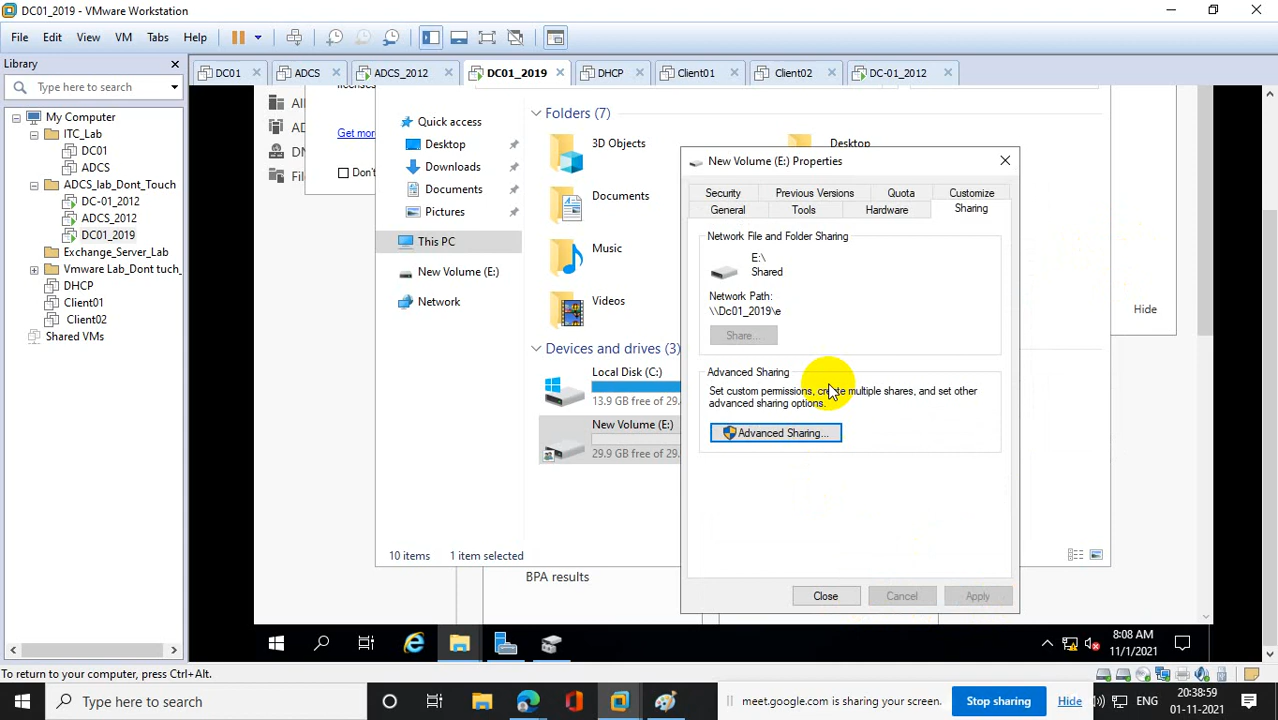 DC01_2019 - VMware Workstation
File Edit View VM Tabs Help
Library
Type here to search
My Computer
ITC_Lab
DC01
ADCS
ADCS_lab_Dont_Touch
DC-01_2012
ADCS_2012
DC01_2019
Exchange_Server_Lab
Vmware Lab_Dont tuch_
DHCP
Client01
Client02
Shared VMs
DC01 ADCS ADCS_2012 DC01_2019 DHCP Client01 Client02 DC-01_2012
All
AD
DN
Fil
Get mor
Don't
Quick access
Desktop
Downloads
Documents
Pictures
This PC
New Volume (E:)
Network
Folders (7)
3D Objects
Desktop
Documents
Music
Videos
Devices and drives (3)
Local Disk (C:)
13.9 GB free of 29.
New Volume (E:)
29.9 GB free of 29.
10 items 1 item selected
BPA results
Hide
New Volume (E:) Properties
Security Previous Versions Quota Customize
General Tools Hardware Sharing
Network File and Folder Sharing
E:\
Shared
Network Path:
\\Dc01_2019\e
Share...
Advanced Sharing
Set custom permissions, create multiple shares, and set other
advanced sharing options.
Advanced Sharing...
Close Cancel Apply
8:08 AM
11/1/2021
To return to your computer, press Ctrl+Alt.
Type here to search
meet.google.com is sharing your screen.
Stop sharing
Hide
ENG
20:38:59
01-11-2021